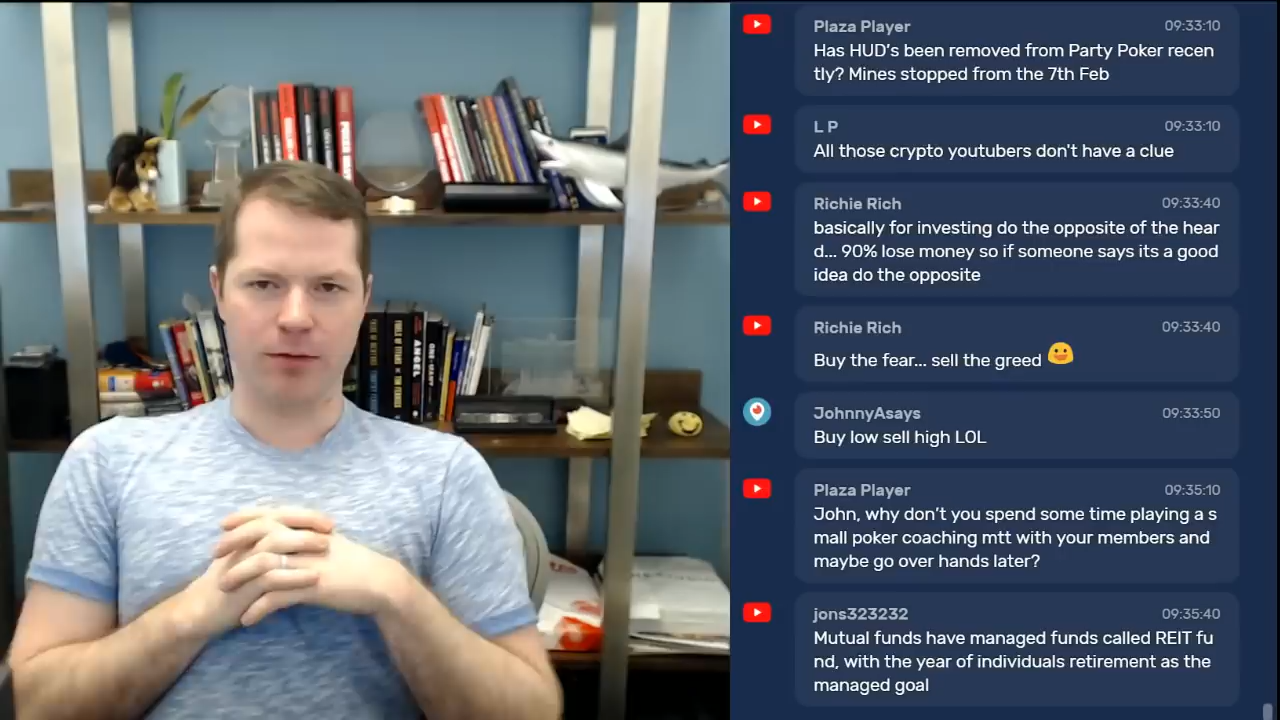 Plaza Player 09:33:10
Has HUD's been removed from Party Poker recen
tly? Mines stopped from the 7th Feb
L P 09:33:10
All those crypto youtubers don't have a clue
Richie Rich 09:33:40
basically for investing do the opposite of the hear
d... 90% lose money so if someone says its a good
idea do the opposite
Richie Rich 09:33:40
Buy the fear... sell the greed
JohnnyAsays 09:33:50
Buy low sell high LOL
Plaza Player 09:35:10
John, why don't you spend some time playing a s
mall poker coaching mtt with your members and
maybe go over hands later?
jons323232 09:35:40
Mutual funds have managed funds called REIT fu
nd, with the year of individuals retirement as the
managed goal
ANGEL